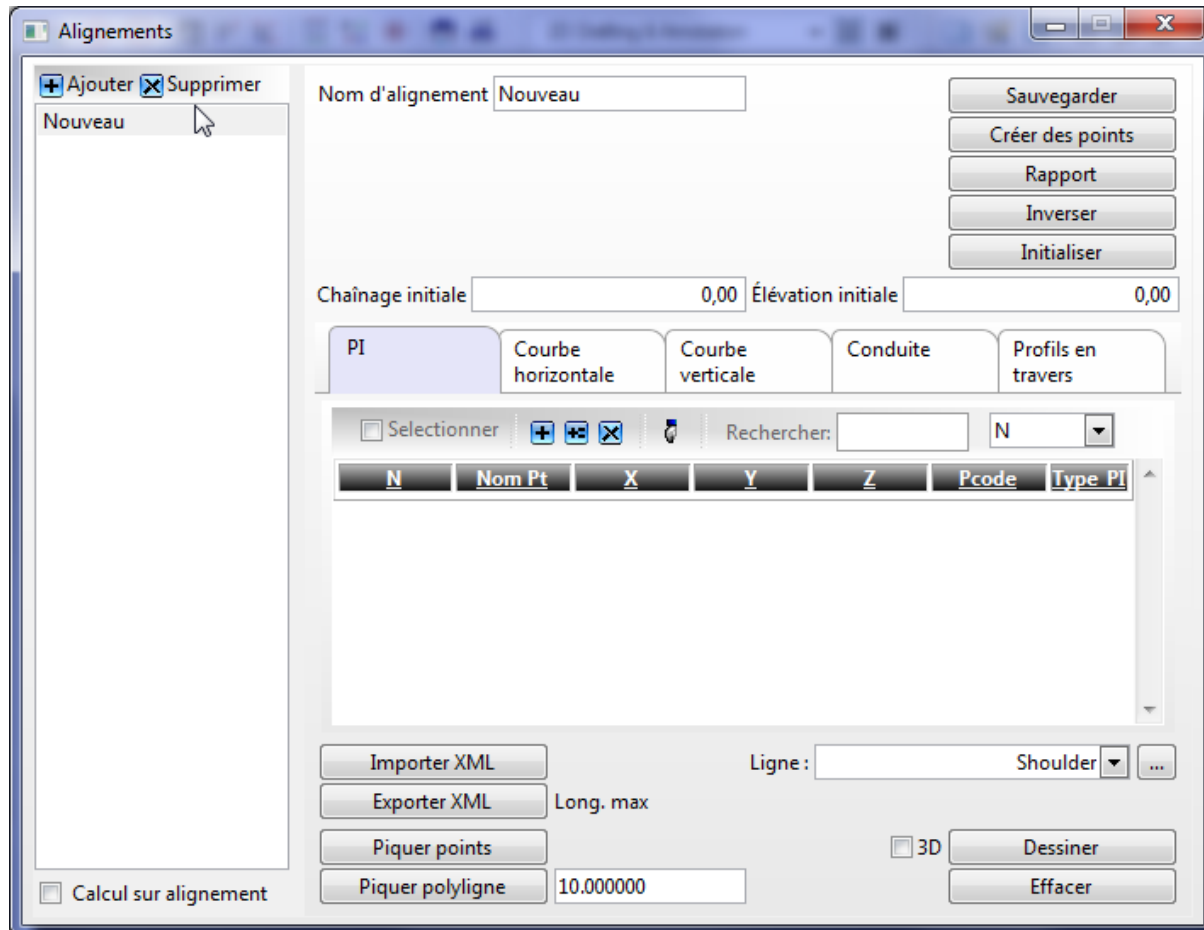 Alignements
Ajouter Supprimer
Nouveau
Nom d'alignement Nouveau
Sauvegarder
Créer des points
Rapport
Inverser
Initialiser
Chaînage initiale 0,00 Élévation initiale 0,00
PI
Courbe
horizontale
Courbe
verticale
Conduite
Profils en
travers
Selectionner Rechercher: N
N Nom Pt X Y Z Pcode Type PI
Importer XML Ligne : Shoulder ...
Exporter XML Long. max
Piquer points 3D Dessiner
Piquer polyligne 10.000000 Effacer
Calcul sur alignement